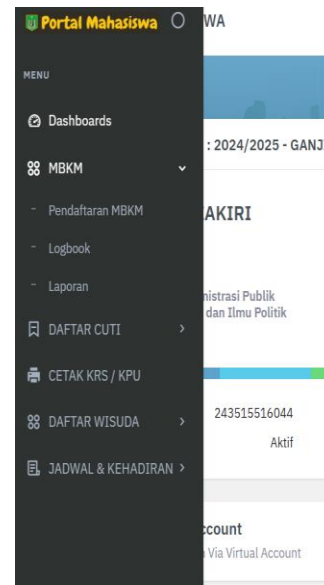 Portal Mahasiswa
WA
MENU
Dashboards
: 2024/2025 - GANJ
MBKM
- Pendaftaran MBKM
AKIRI
- Logbook
- Laporan
nistrasi Publik
dan Ilmu Politik
DAFTAR CUTI
CETAK KRS / KPU
243515516044
DAFTAR WISUDA
Aktif
JADWAL & KEHADIRAN
ccount
Via Virtual Account